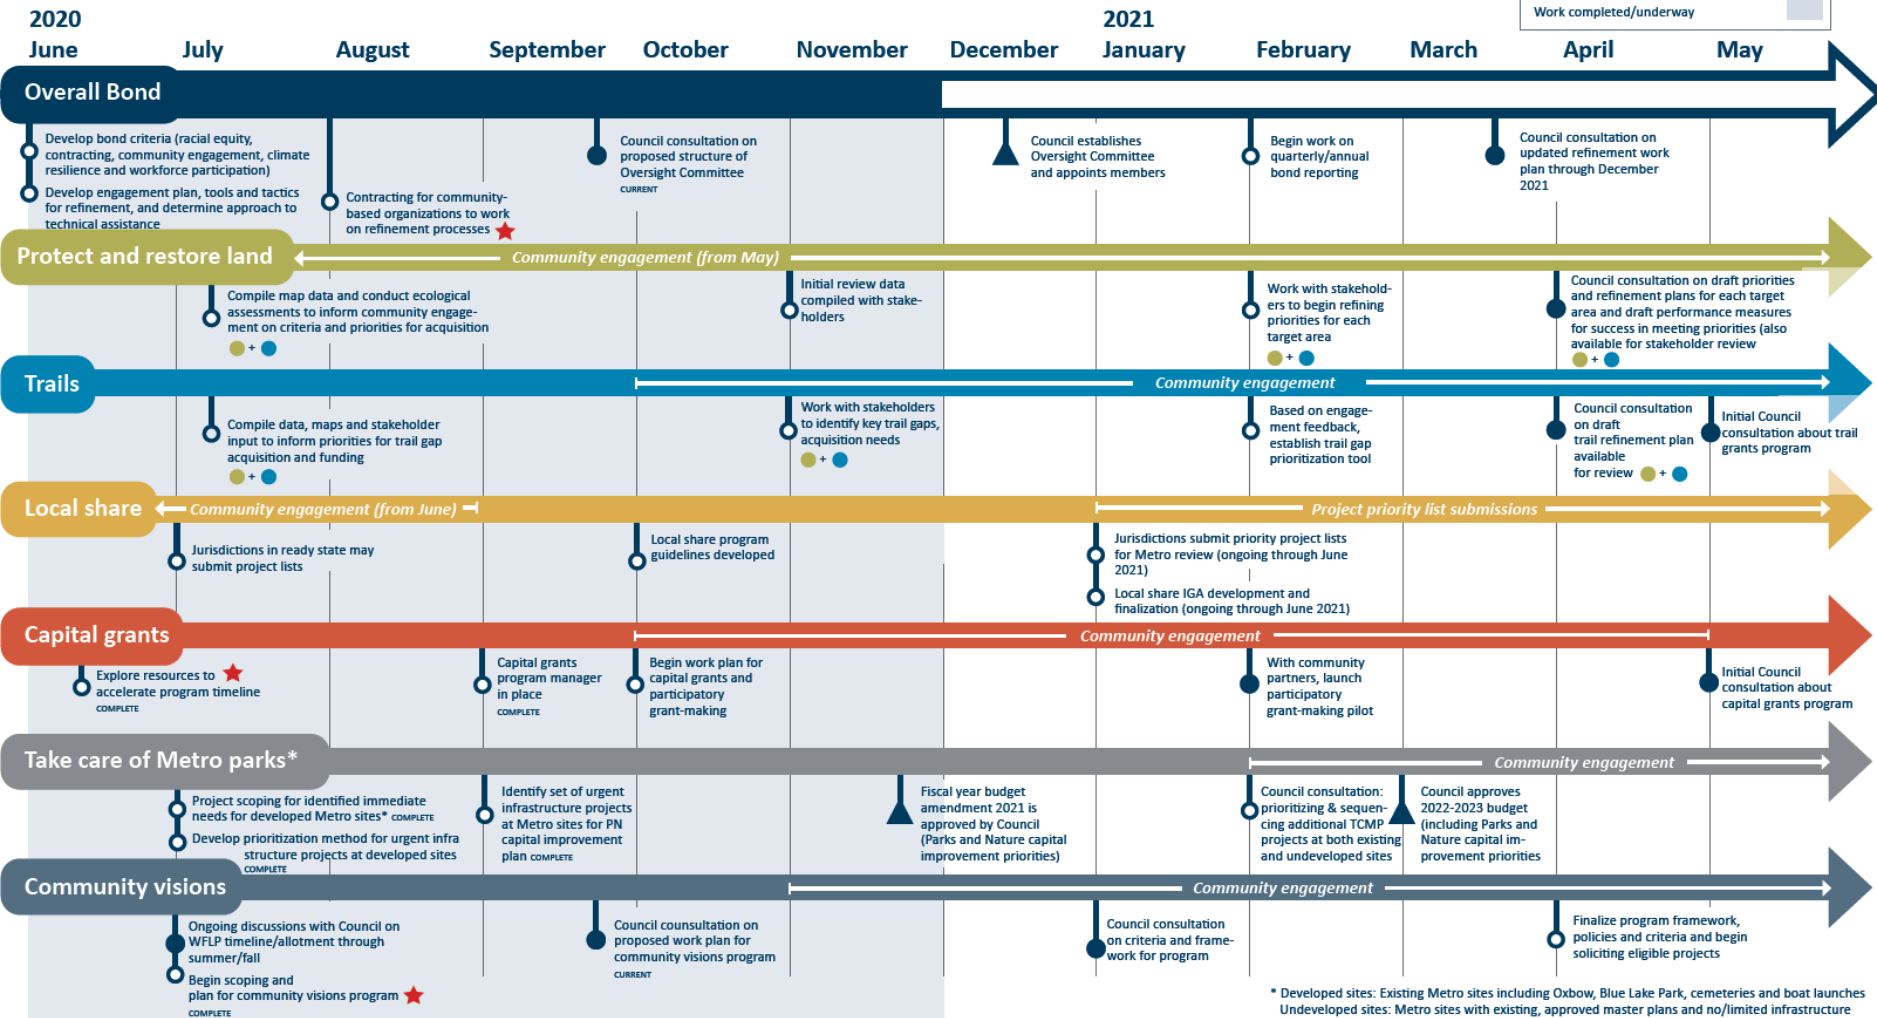 Work completed/underway
2020
2021
June
July
August
September
October
November
December
January
February
March
April
May
Overall Bond
Develop bond criteria (racial equity,
contracting, community engagement, climate
resilience and workforce participation)
Develop engagement plan, tools and tactics
for refinement, and determine approach to
technical assistance
Contracting for community-
based organizations to work
on refinement processes
Council consultation on
proposed structure of
Oversight Committee
CURRENT
Council establishes
Oversight Committee
and appoints members
Begin work on
quarterly/annual
bond reporting
Council consultation on
updated refinement work
plan through December
2021
Protect and restore land
Community engagement (from May)
Compile map data and conduct ecological
assessments to inform community engage-
ment on criteria and priorities for acquisition
+
Initial review data
compiled with stake-
holders
Work with stakehold-
ers to begin refining
priorities for each
target area
+
Council consultation on draft priorities
and refinement plans for each target
area and draft performance measures
for success in meeting priorities (also
available for stakeholder review
+
Trails
Community engagement
Compile data, maps and stakeholder
input to inform priorities for trail gap
acquisition and funding
+
Work with stakeholders
to identify key trail gaps,
acquisition needs
+
Based on engage-
ment feedback,
establish trail gap
prioritization tool
Council consultation
on draft
trail refinement plan
available
for review +
Initial Council
consultation about trail
grants program
Local share
Community engagement (from June)
Project priority list submissions
Jurisdictions in ready state may
submit project lists
Local share program
guidelines developed
Jurisdictions submit priority project lists
for Metro review (ongoing through June
2021)
Local share IGA development and
finalization (ongoing through June 2021)
Capital grants
Community engagement
Explore resources to
accelerate program timeline
COMPLETE
Capital grants
program manager
in place
COMPLETE
Begin work plan for
capital grants and
participatory
grant-making
With community
partners, launch
participatory
grant-making pilot
Initial Council
consultation about
capital grants program
Take care of Metro parks*
Community engagement
Project scoping for identified immediate
needs for developed Metro sites* COMPLETE
Develop prioritization method for urgent infra
structure projects at developed sites
COMPLETE
Identify set of urgent
infrastructure projects
at Metro sites for PN
capital improvement
plan COMPLETE
Fiscal year budget
amendment 2021 is
approved by Council
(Parks and Nature capital
improvement priorities)
Council consultation:
prioritizing & sequen-
cing additional TCMP
projects at both existing
and undeveloped sites
Council approves
2022-2023 budget
(including Parks and
Nature capital im-
provement priorities
Community visions
Community engagement
Ongoing discussions with Council on
WFLP timeline/allotment through
summer/fall
Begin scoping and
plan for community visions program
COMPLETE
Council counsultation on
proposed work plan for
community visions program
CURRENT
Council consultation
on criteria and frame-
work for program
Finalize program framework,
policies and criteria and begin
soliciting eligible projects
* Developed sites: Existing Metro sites including Oxbow, Blue Lake Park, cemeteries and boat launches
Undeveloped sites: Metro sites with existing, approved master plans and no/limited infrastructure